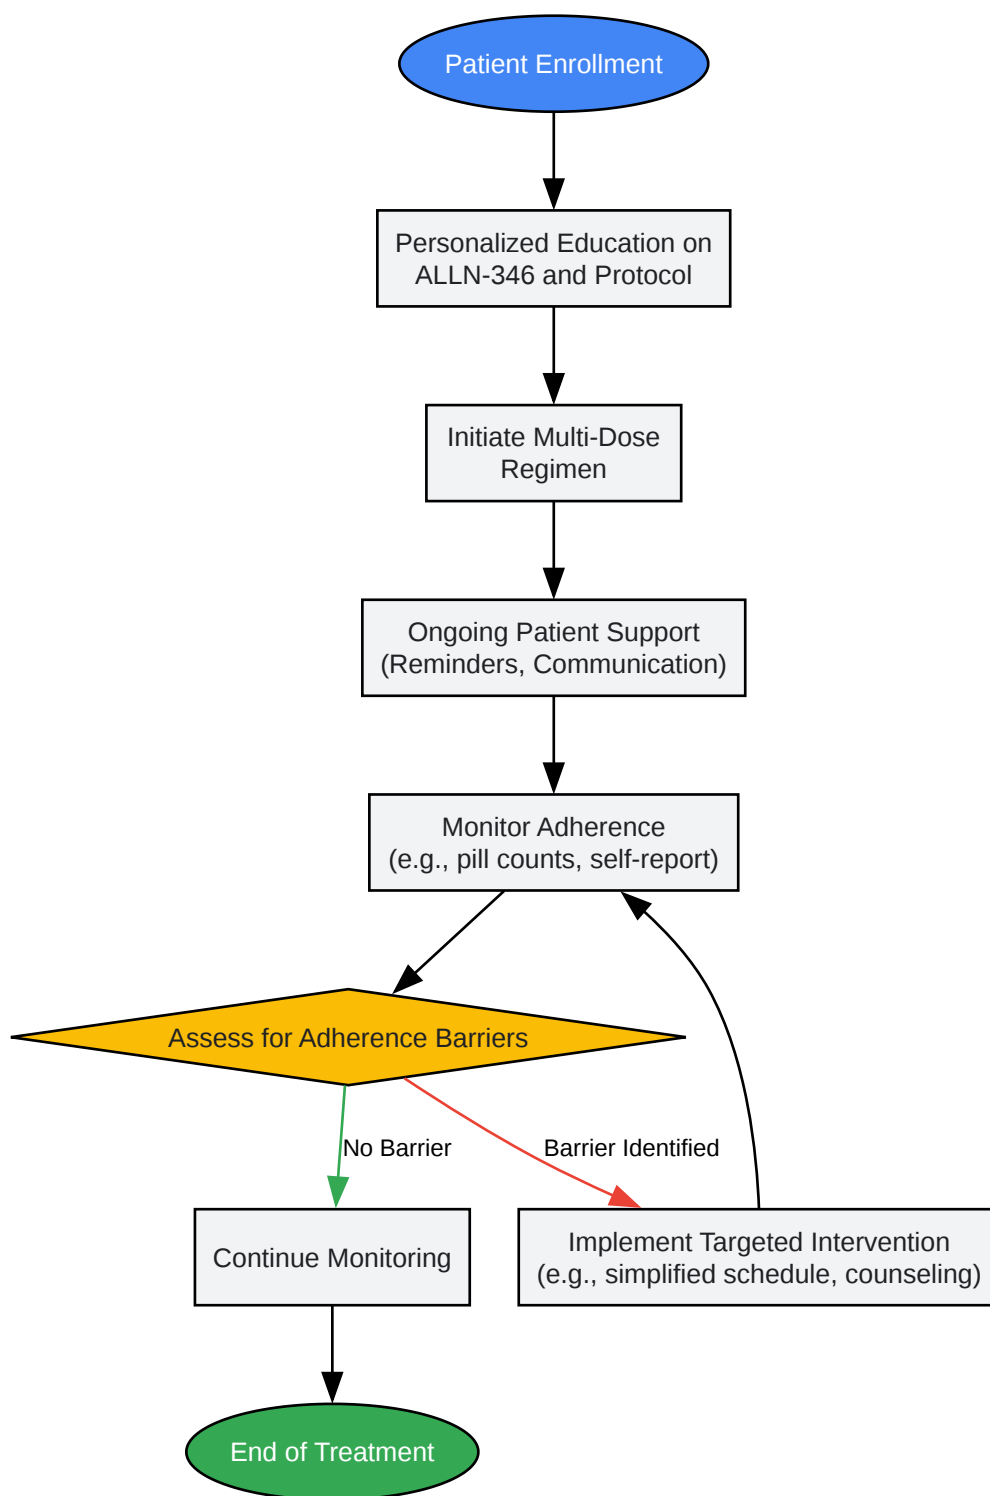 Patient Enrollment
Personalized Education on
ALLN-346 and Protocol
Initiate Multi-Dose
Regimen
Ongoing Patient Support
(Reminders, Communication)
Monitor Adherence
(e.g., pill counts, self-report)
Assess for Adherence Barriers
No Barrier
Barrier Identified
Continue Monitoring
Implement Targeted Intervention
(e.g., simplified schedule, counseling)
End of Treatment